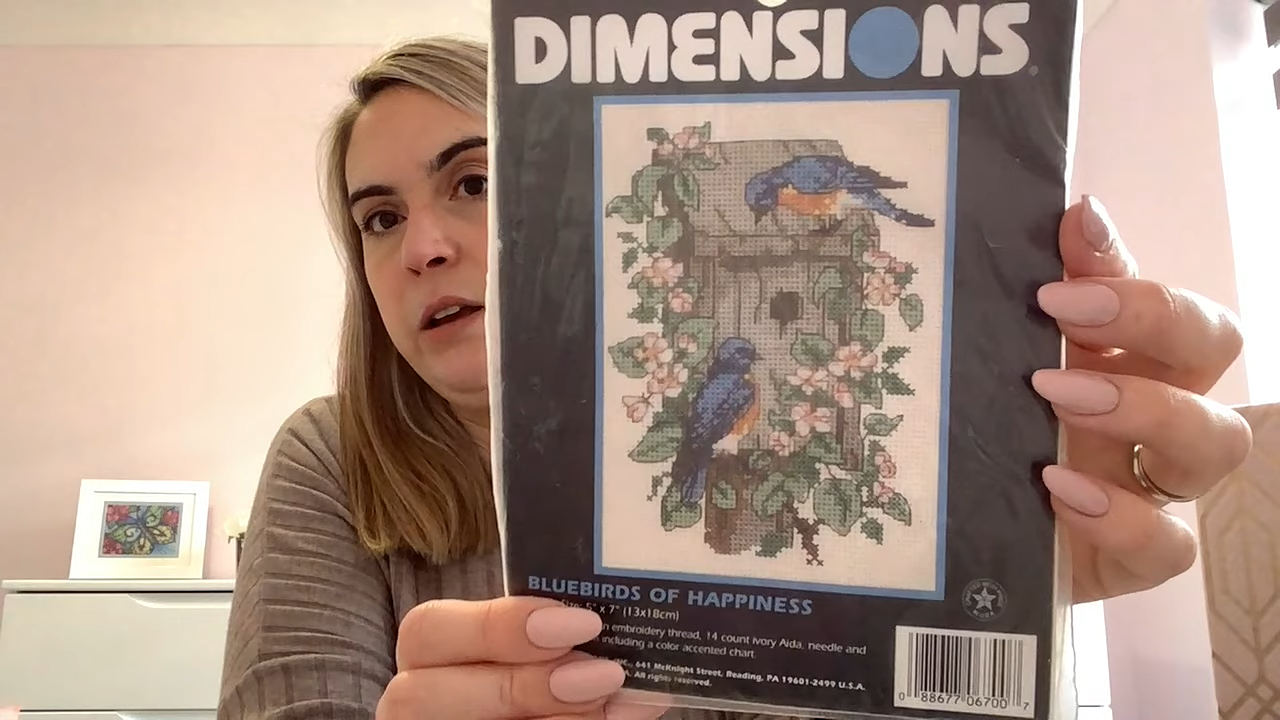 DIMENSIONS
BLUEBIRDS OF HAPPINESS
Size: 5" x 7" (13x18cm)
embroidery thread, 14 count ivory Aida, needle and
including a color accented chart.
INC., 641 McKnight Street, Reading, PA 19601-2499 U.S.A.
All rights reserved.
0 88677 06700 7